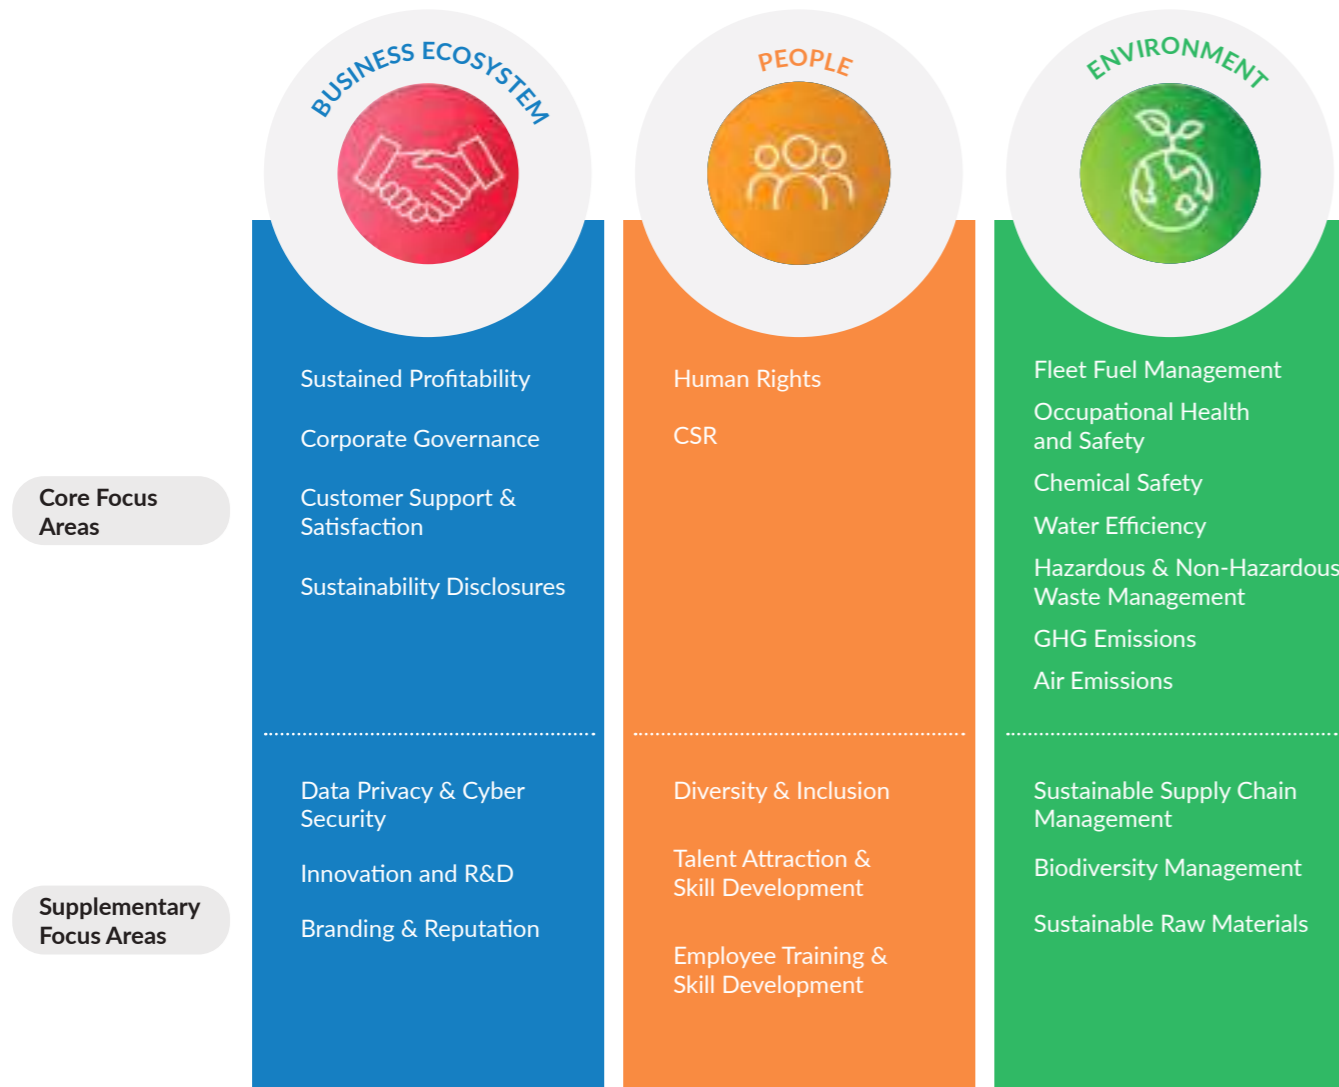 BUSINESS ECOSYSTEM
PEOPLE
ENVIRONMENT
Core Focus
Areas
Sustained Profitability
Corporate Governance
Customer Support &
Satisfaction
Sustainability Disclosures
Human Rights
CSR
Fleet Fuel Management
Occupational Health
and Safety
Chemical Safety
Water Efficiency
Hazardous & Non-Hazardous
Waste Management
GHG Emissions
Air Emissions
Supplementary
Focus Areas
Data Privacy & Cyber
Security
Innovation and R&D
Branding & Reputation
Diversity & Inclusion
Talent Attraction &
Skill Development
Employee Training &
Skill Development
Sustainable Supply Chain
Management
Biodiversity Management
Sustainable Raw Materials